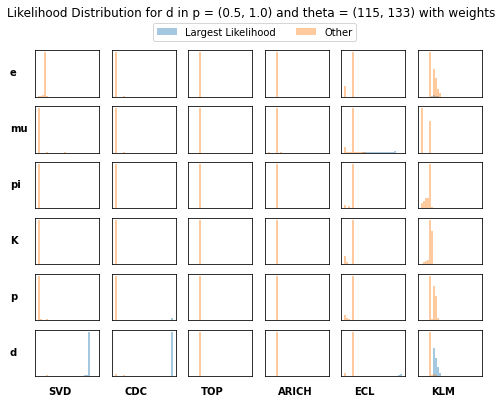 Likelihood Distribution for d in p = (0.5, 1.0) and theta = (115, 133) with weights
Largest Likelihood Other
e
mu
pi
K
p
d
SVD CDC TOP ARICH ECL KLM